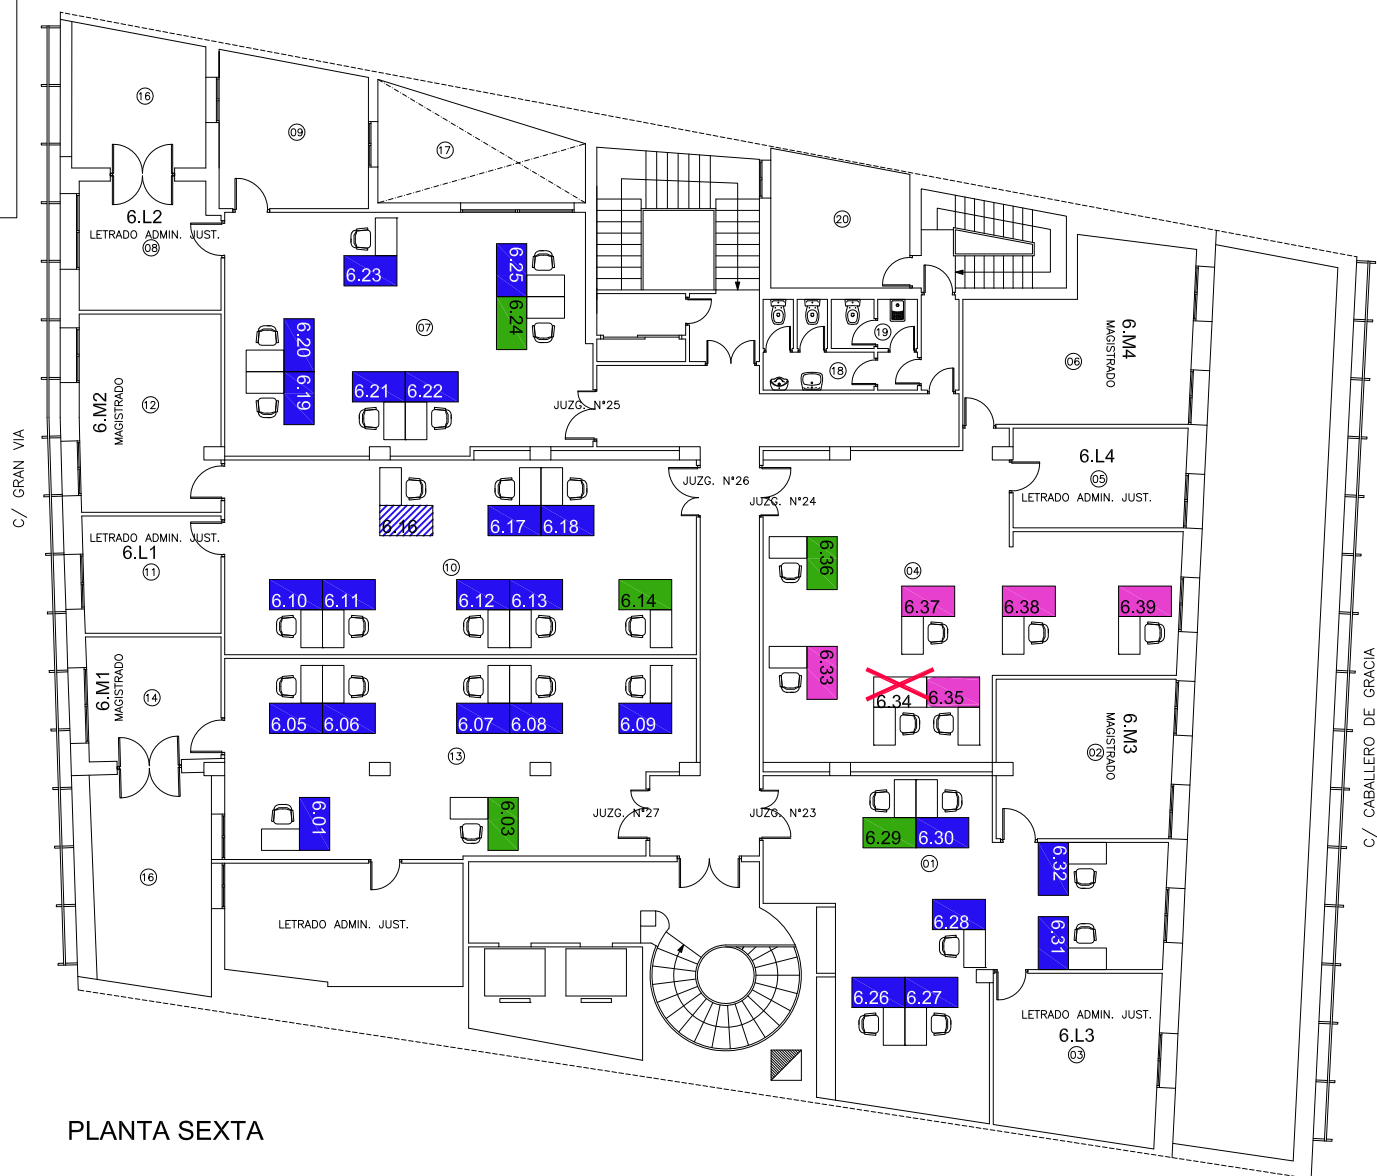 16
09
17
20
6.L2
LETRADO ADMIN. JUST.
08
6.23
6.25
6.24
07
6.20
6.19
6.21
6.22
JUZG. N°25
19
18
06
6.M4
MAGISTRADO
6.M2
MAGISTRADO
12
C/ GRAN VIA
6.L4
05
LETRADO ADMIN. JUST.
JUZG. N°26
JUZG. N°24
6.16
6.17
6.18
LETRADO ADMIN. JUST.
6.L1
11
10
6.10
6.11
6.12
6.13
6.14
6.36
04
6.37
6.38
6.39
6.33
6.34
6.35
6.M1
MAGISTRADO
14
6.05
6.06
6.07
6.08
6.09
13
6.M3
MAGISTRADO
02
C/ CABALLERO DE GRACIA
6.01
6.03
JUZG. N°27
JUZG. N°23
6.29
6.30
01
6.32
6.31
16
LETRADO ADMIN. JUST.
6.28
6.26
6.27
LETRADO ADMIN. JUST.
6.L3
03
PLANTA SEXTA